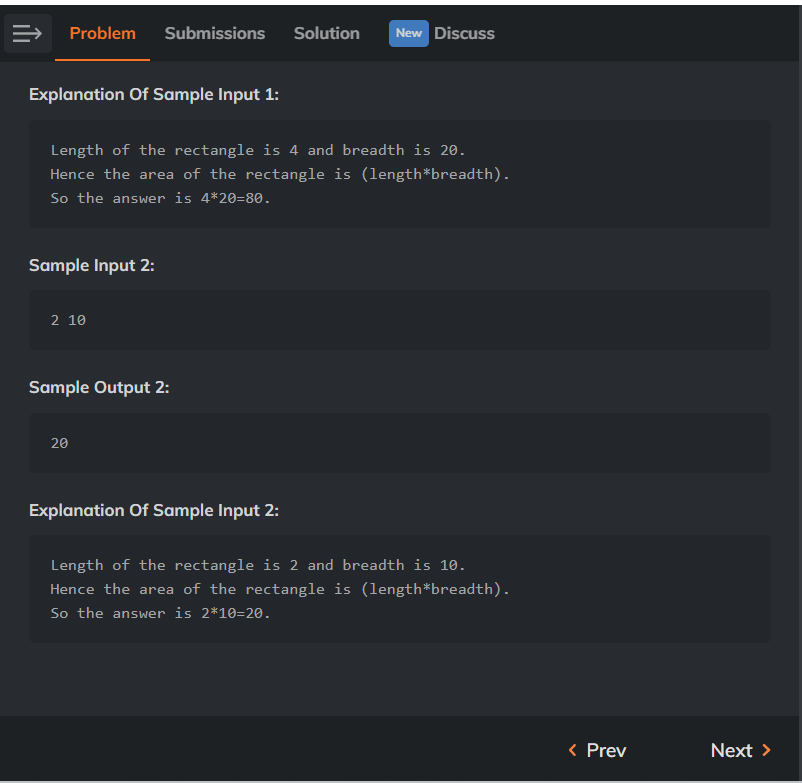 Problem Submissions Solution New Discuss
Explanation Of Sample Input 1:
Length of the rectangle is 4 and breadth is 20.
Hence the area of the rectangle is (length*breadth).
So the answer is 4*20=80.
Sample Input 2:
2 10
Sample Output 2:
20
Explanation Of Sample Input 2:
Length of the rectangle is 2 and breadth is 10.
Hence the area of the rectangle is (length*breadth).
So the answer is 2*10=20.
Prev Next